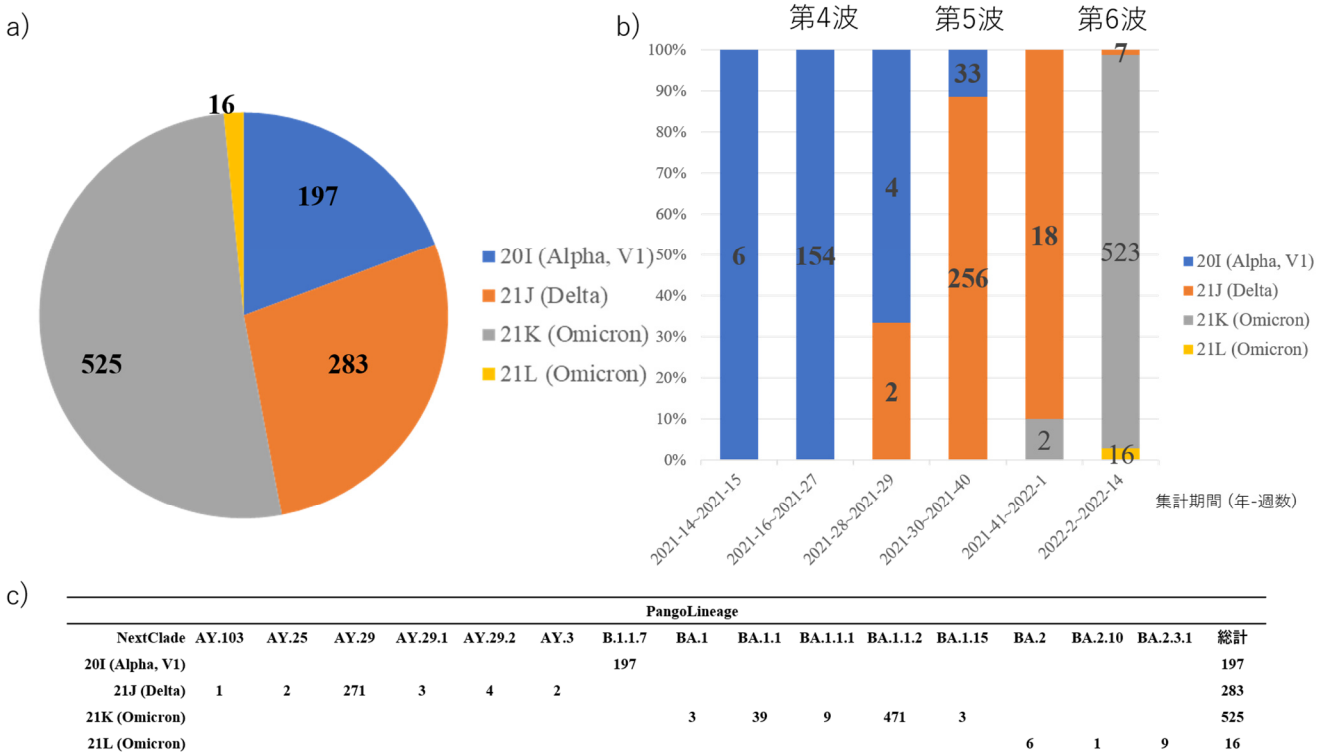 a)
16
197
525
283
20I (Alpha, V1)
21J (Delta)
21K (Omicron)
21L (Omicron)
b)
第4波 第5波 第6波
100%
90%
80%
70%
60%
50%
40%
30%
20%
10%
0%
6
154
4
2
33
256
18
2
7
523
16
2021-14~2021-15
2021-16~2021-27
2021-28~2021-29
2021-30~2021-40
2021-41~2022-1
2022-2~2022-14
集計期間 (年-週数)
20I (Alpha, V1)
21J (Delta)
21K (Omicron)
21L (Omicron)
c)
PangoLineage
NextClade AY.103 AY.25 AY.29 AY.29.1 AY.29.2 AY.3 B.1.1.7 BA.1 BA.1.1 BA.1.1.1 BA.1.1.2 BA.1.15 BA.2 BA.2.10 BA.2.3.1 総計
20I (Alpha, V1) 197 197
21J (Delta) 1 2 271 3 4 2 283
21K (Omicron) 3 39 9 471 3 525
21L (Omicron) 6 1 9 16